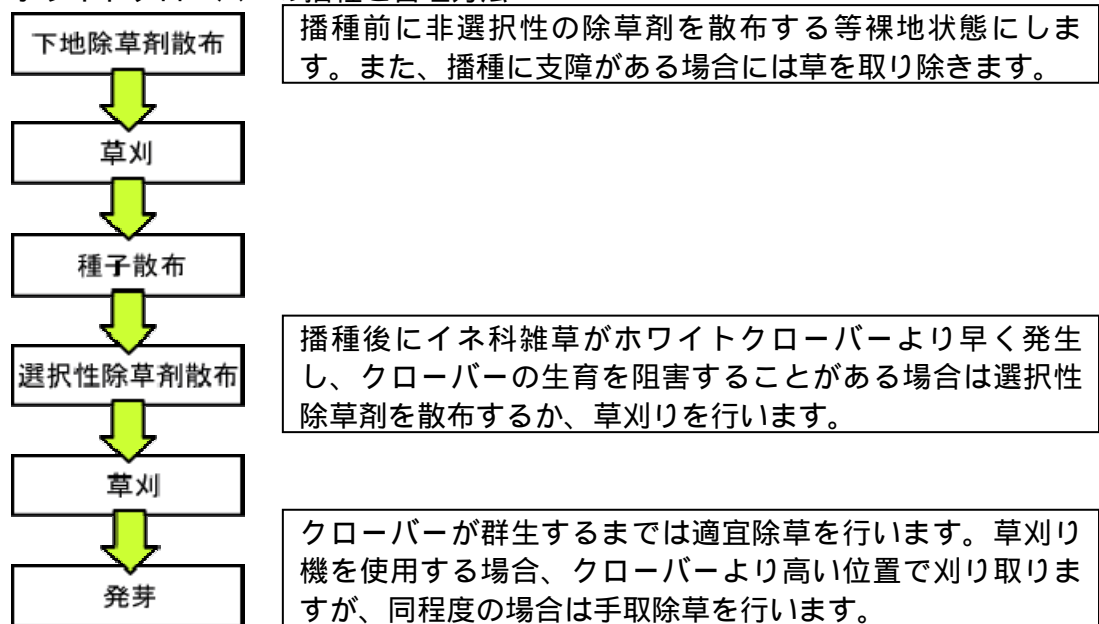 下地除草剤散布
播種前に非選択性の除草剤を散布する等裸地状態にしま
す。また、播種に支障がある場合には草を取り除きます。
草刈
種子散布
選択性除草剤散布
播種後にイネ科雑草がホワイトクローバーより早く発生
し、クローバーの生育を阻害することがある場合は選択性
除草剤を散布するか、草刈りを行います。
草刈
発芽
クローバーが群生するまでは適宜除草を行います。草刈り
機を使用する場合、クローバーより高い位置で刈り取りま
すが、同程度の場合は手取除草を行います。